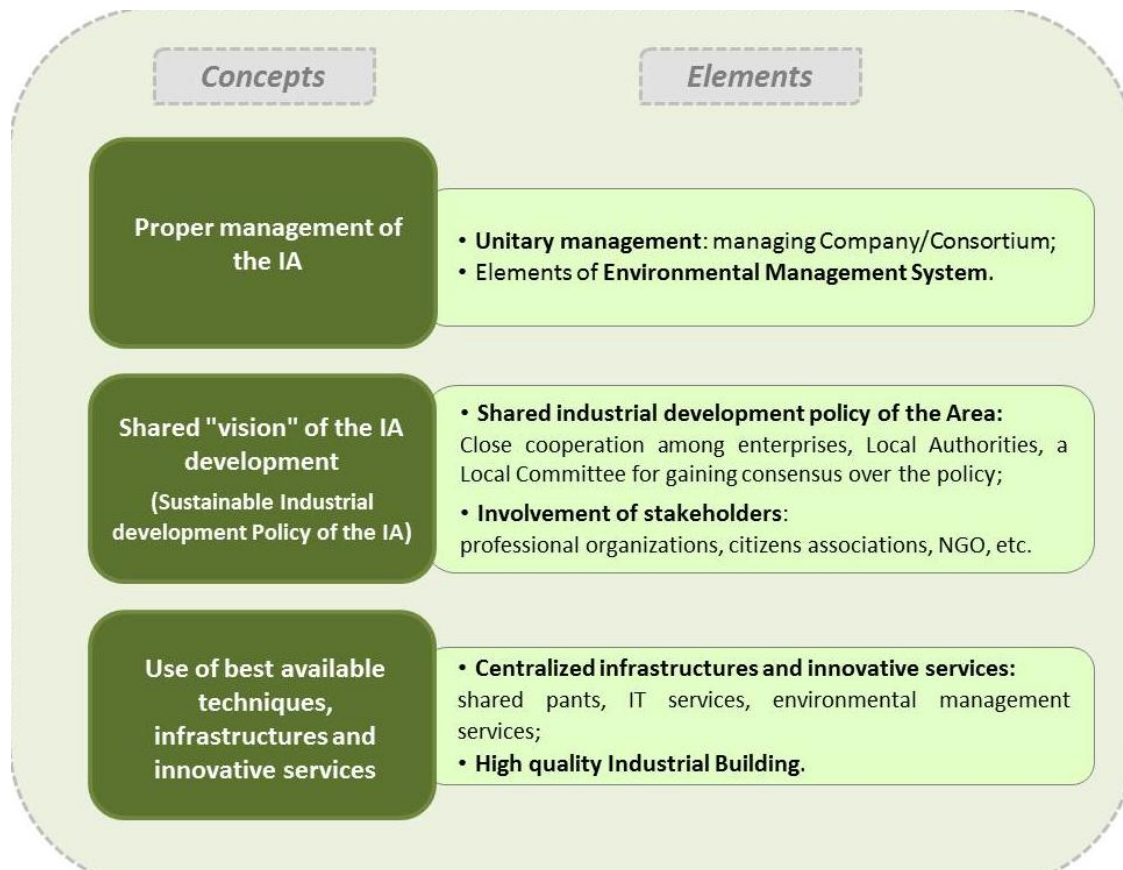 Concepts
Elements
Proper management of
the IA
• Unitary management: managing Company/Consortium;
• Elements of Environmental Management System.
Shared "vision" of the IA
development
(Sustainable Industrial
development Policy of the IA)
• Shared industrial development policy of the Area:
Close cooperation among enterprises, Local Authorities, a
Local Committee for gaining consensus over the policy;
• Involvement of stakeholders:
professional organizations, citizens associations, NGO, etc.
Use of best available
techniques,
infrastructures and
innovative services
• Centralized infrastructures and innovative services:
shared pants, IT services, environmental management
services;
• High quality Industrial Building.